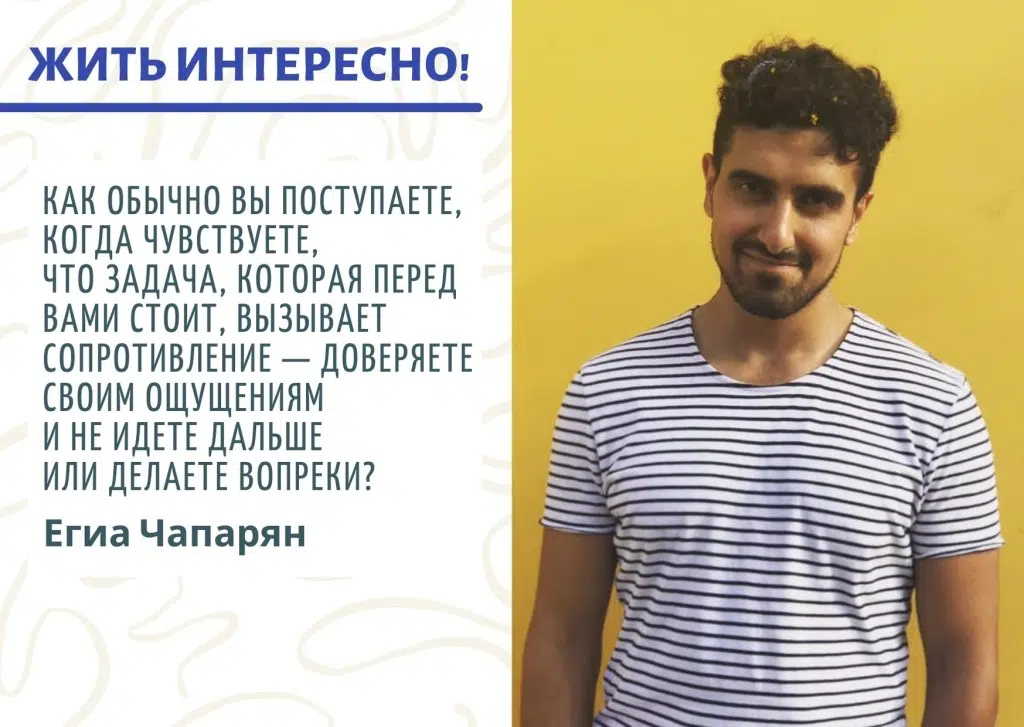 ЖИТЬ ИНТЕРЕСНО!
КАК ОБЫЧНО ВЫ ПОСТУПАЕТЕ,
КОГДА ЧУВСТВУЕТЕ,
ЧТО ЗАДАЧА, КОТОРАЯ ПЕРЕД
ВАМИ СТОИТ, ВЫЗЫВАЕТ
СОПРОТИВЛЕНИЕ — ДОВЕРЯЕТЕ
СВОИМ ОЩУЩЕНИЯМ
И НЕ ИДЕТЕ ДАЛЬШЕ
ИЛИ ДЕЛАЕТЕ ВОПРЕКИ?
Егиа Чапарян